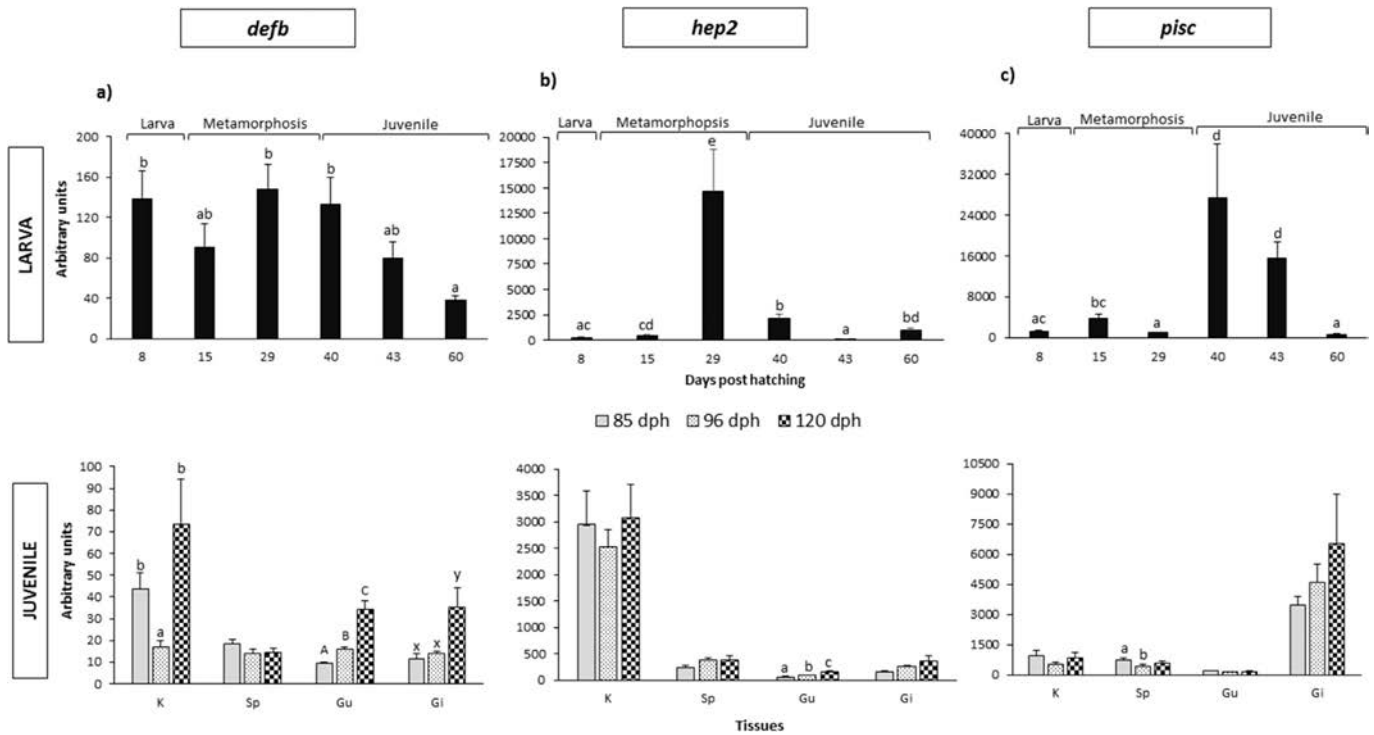 defb
hep2
pisc
a)
b)
c)
Larva Metamorphosis Juvenile
Larva Metamorphopsis Juvenile
Larva Metamorphosis Juvenile
LARVA
Arbitrary units
200
160
120
80
40
0
b ab b b ab a
8 15 29 40 43 60
20000
17500
15000
12500
10000
7500
5000
2500
0
ac cd e b a bd
8 15 29 40 43 60
Days post hatching
40000
32000
24000
16000
8000
0
ac bc a d d a
8 15 29 40 43 60
85 dph 96 dph 120 dph
JUVENILE
Arbitrary units
100
90
80
70
60
50
40
30
20
10
0
b a b
A B c
x x y
K Sp Gu Gi
4000
3500
3000
2500
2000
1500
1000
500
0
a b c
K Sp Gu Gi
Tissues
10500
9000
7500
6000
4500
3000
1500
0
a b
K Sp Gu Gi